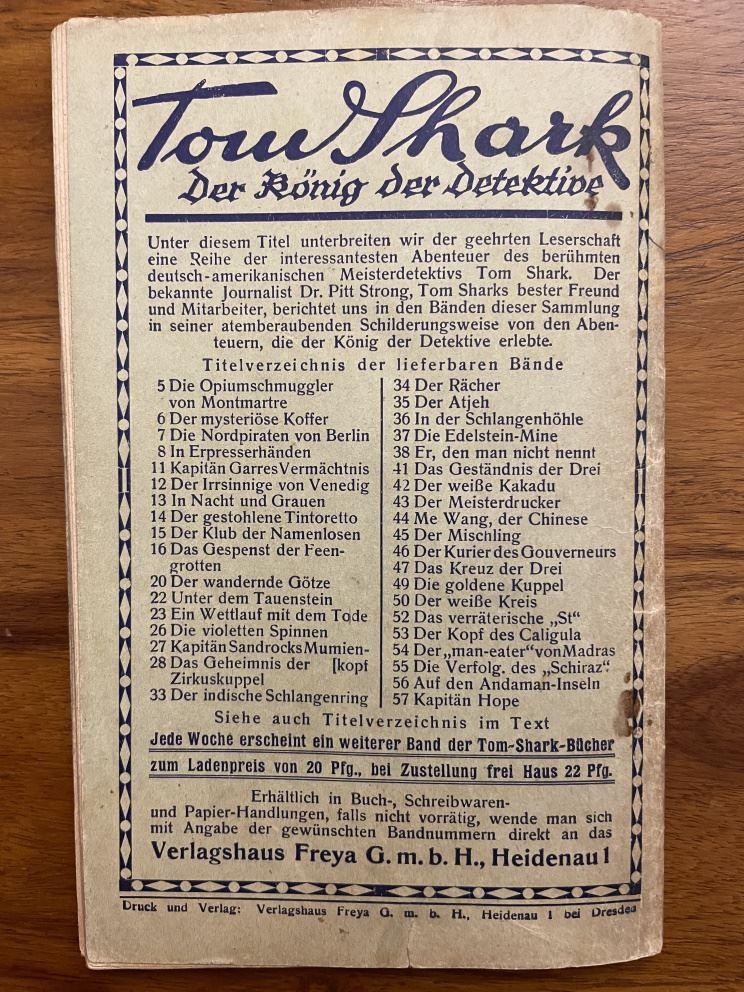 Tom Shark
Der König der Detektive
Unter diesem Titel unterbreiten wir der geehrten Leserschaft
eine Reihe der interessantesten Abenteuer des berühmten
deutsch-amerikanischen Meisterdetektivs Tom Shark. Der
bekannte Journalist Dr. Pitt Strong, Tom Sharks bester Freund
und Mitarbeiter, berichtet uns in den Bänden dieser Sammlung
in seiner atemberaubenden Schilderungsweise von den Aben-
teuern, die der König der Detektive erlebte.
Titelverzeichnis der lieferbaren Bände
5 Die Opiumschmuggler
von Montmartre
6 Der mysteriöse Koffer
7 Die Nordpiraten von Berlin
8 In Erpresserhänden
11 Kapitän Garres Vermächtnis
12 Der Irrsinnige von Venedig
13 In Nacht und Grauen
14 Der gestohlene Tintoretto
15 Der Klub der Namenlosen
16 Das Gespenst der Feen-
grotten
20 Der wandernde Götze
22 Unter dem Tauenstein
23 Ein Wettlauf mit dem Tode
26 Die violetten Spinnen
27 Kapitän Sandrocks Mumien-
28 Das Geheimnis der [kopf
Zirkuskuppel
33 Der indische Schlangenring
34 Der Rächer
35 Der Atjeh
36 In der Schlangenhöhle
37 Die Edelstein-Mine
38 Er, den man nicht nennt
41 Das Geständnis der Drei
42 Der weiße Kakadu
43 Der Meisterdrucker
44 Me Wang, der Chinese
45 Der Mischling
46 Der Kurier des Gouverneurs
47 Das Kreuz der Drei
49 Die goldene Kuppel
50 Der weiße Kreis
52 Das verräterische „St“
53 Der Kopf des Caligula
54 Der „man-eater“ von Madras
55 Die Verfolg. des „Schiraz“
56 Auf den Andaman-Inseln
57 Kapitän Hope
Siehe auch Titelverzeichnis im Text
Jede Woche erscheint ein weiterer Band der Tom-Shark-Bücher
zum Ladenpreis von 20 Pfg., bei Zustellung frei Haus 22 Pfg.
Erhältlich in Buch-, Schreibwaren-
und Papier-Handlungen, falls nicht vorrätig, wende man sich
mit Angabe der gewünschten Bandnummern direkt an das
Verlagshaus Freya G. m. b. H., Heidenau 1
Druck und Verlag: Verlagshaus Freya G. m. b. H., Heidenau 1 bei Dresden